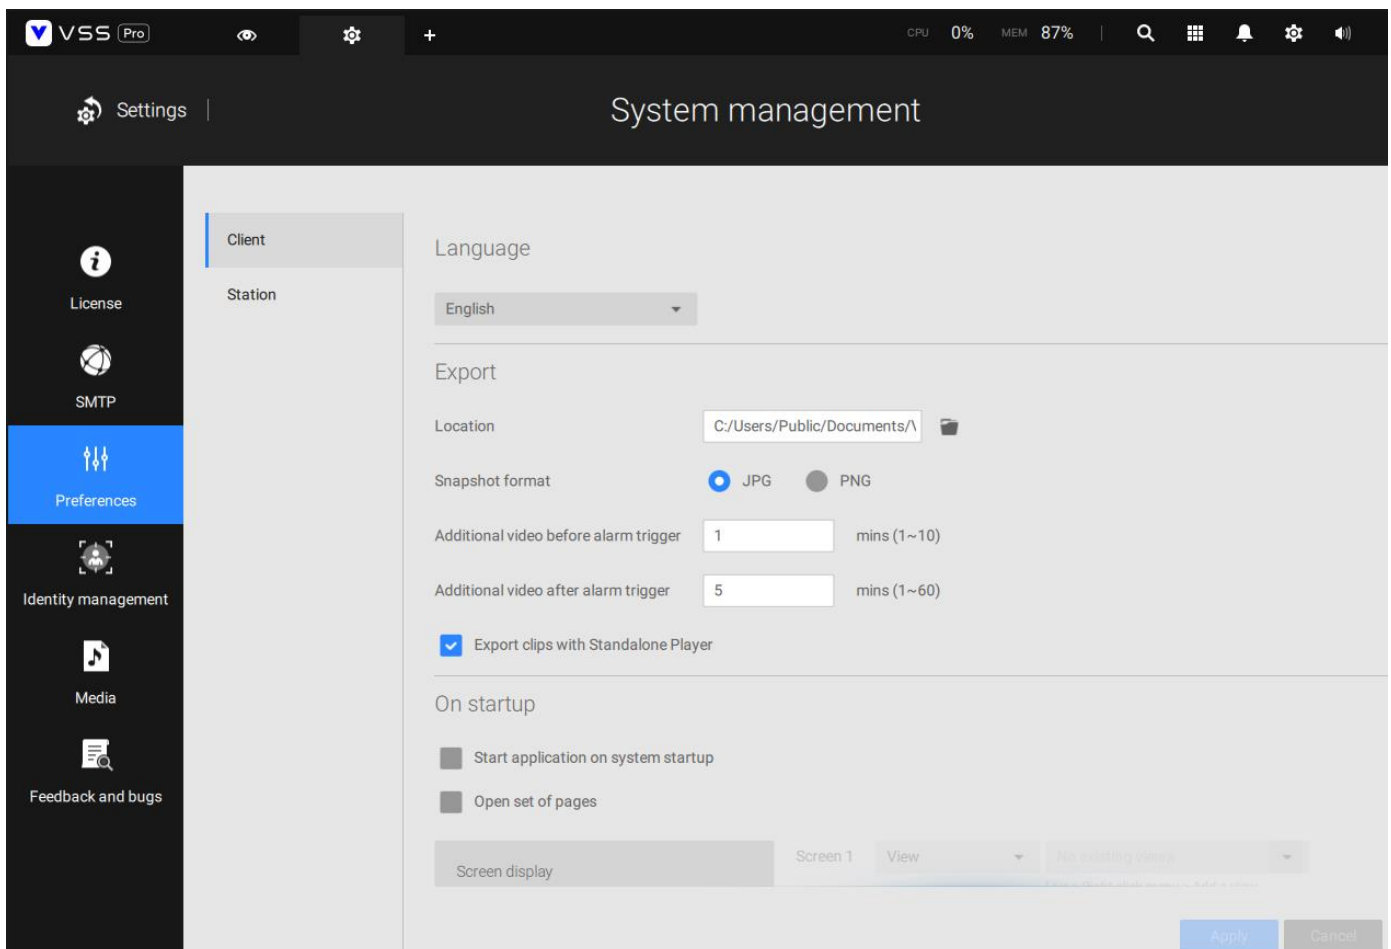 VSS Pro
CPU 0% MEM 87%
Settings
System management
License
SMTP
Preferences
Identity management
Media
Feedback and bugs
Client
Station
Language
English
Export
Location C:/Users/Public/Documents/\
Snapshot format JPG PNG
Additional video before alarm trigger 1 mins (1~10)
Additional video after alarm trigger 5 mins (1~60)
Export clips with Standalone Player
On startup
Start application on system startup
Open set of pages
Screen display Screen 1 View No existing views
Apply Cancel